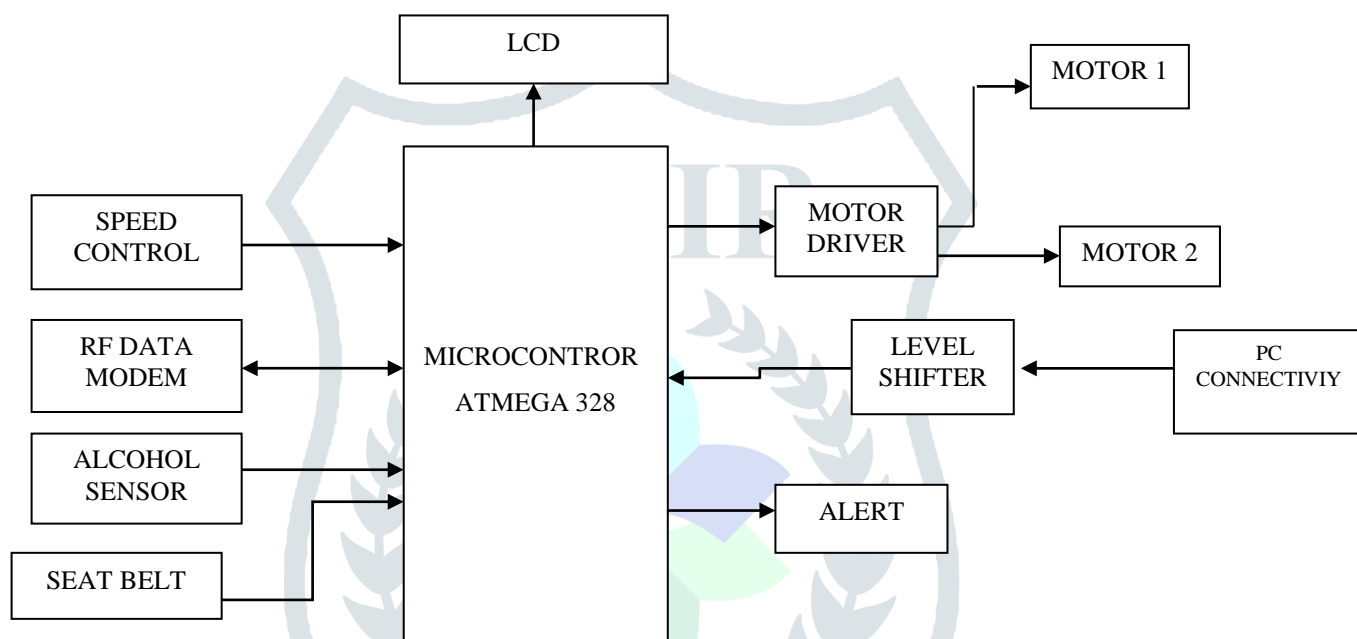 LCD
MOTOR 1
SPEED
CONTROL
MOTOR
DRIVER
MOTOR 2
RF DATA
MODEM
MICROCONTROR
ATMEGA 328
LEVEL
SHIFTER
PC
CONNECTIVIY
ALCOHOL
SENSOR
ALERT
SEAT BELT